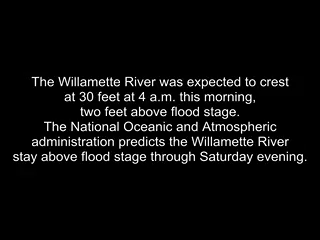 The Willamette River was expected to crest
at 30 feet at 4 a.m. this morning,
two feet above flood stage.
The National Oceanic and Atmospheric
administration predicts the Willamette River
stay above flood stage through Saturday evening.